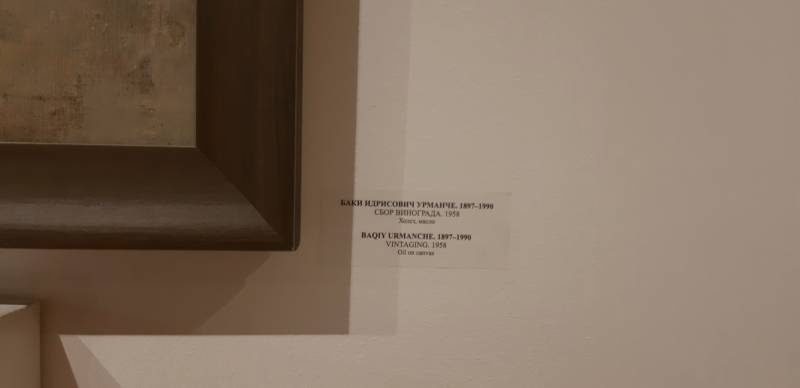 БАКИ ИДРИСОВИЧ УРМАНЧЕ. 1897–1990
СБОР ВИНОГРАДА. 1958
Холст, масло
BAQIY URMANCHE. 1897–1990
VINTAGING. 1958
Oil on canvas